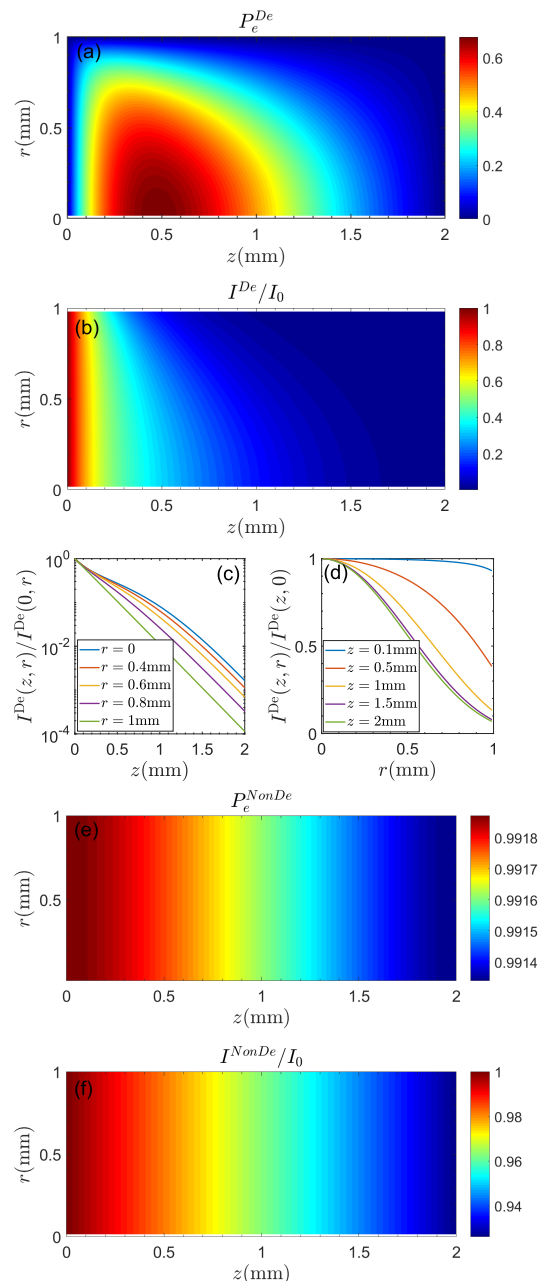 P_e^{De}
(a)
1
0.5
0
r(mm)
0 0.5 1 1.5 2
z(mm)
0.6
0.4
0.2
0
I^{De}/I_0
(b)
1
0.5
0
r(mm)
0 0.5 1 1.5 2
z(mm)
1
0.8
0.6
0.4
0.2
(c)
10^0
10^{-2}
10^{-4}
I^{De}(z, r)/I^{De}(0, r)
r = 0
r = 0.4mm
r = 0.6mm
r = 0.8mm
r = 1mm
0 0.5 1 1.5 2
z(mm)
(d)
1
0.5
0
I^{De}(z, r)/I^{De}(z, 0)
z = 0.1mm
z = 0.5mm
z = 1mm
z = 1.5mm
z = 2mm
0 0.5 1
r(mm)
P_e^{NonDe}
(e)
1
0.5
r(mm)
0 0.5 1 1.5 2
z(mm)
0.9918
0.9917
0.9916
0.9915
0.9914
I^{NonDe}/I_0
(f)
1
0.5
0
r(mm)
0 0.5 1 1.5 2
z(mm)
1
0.98
0.96
0.94